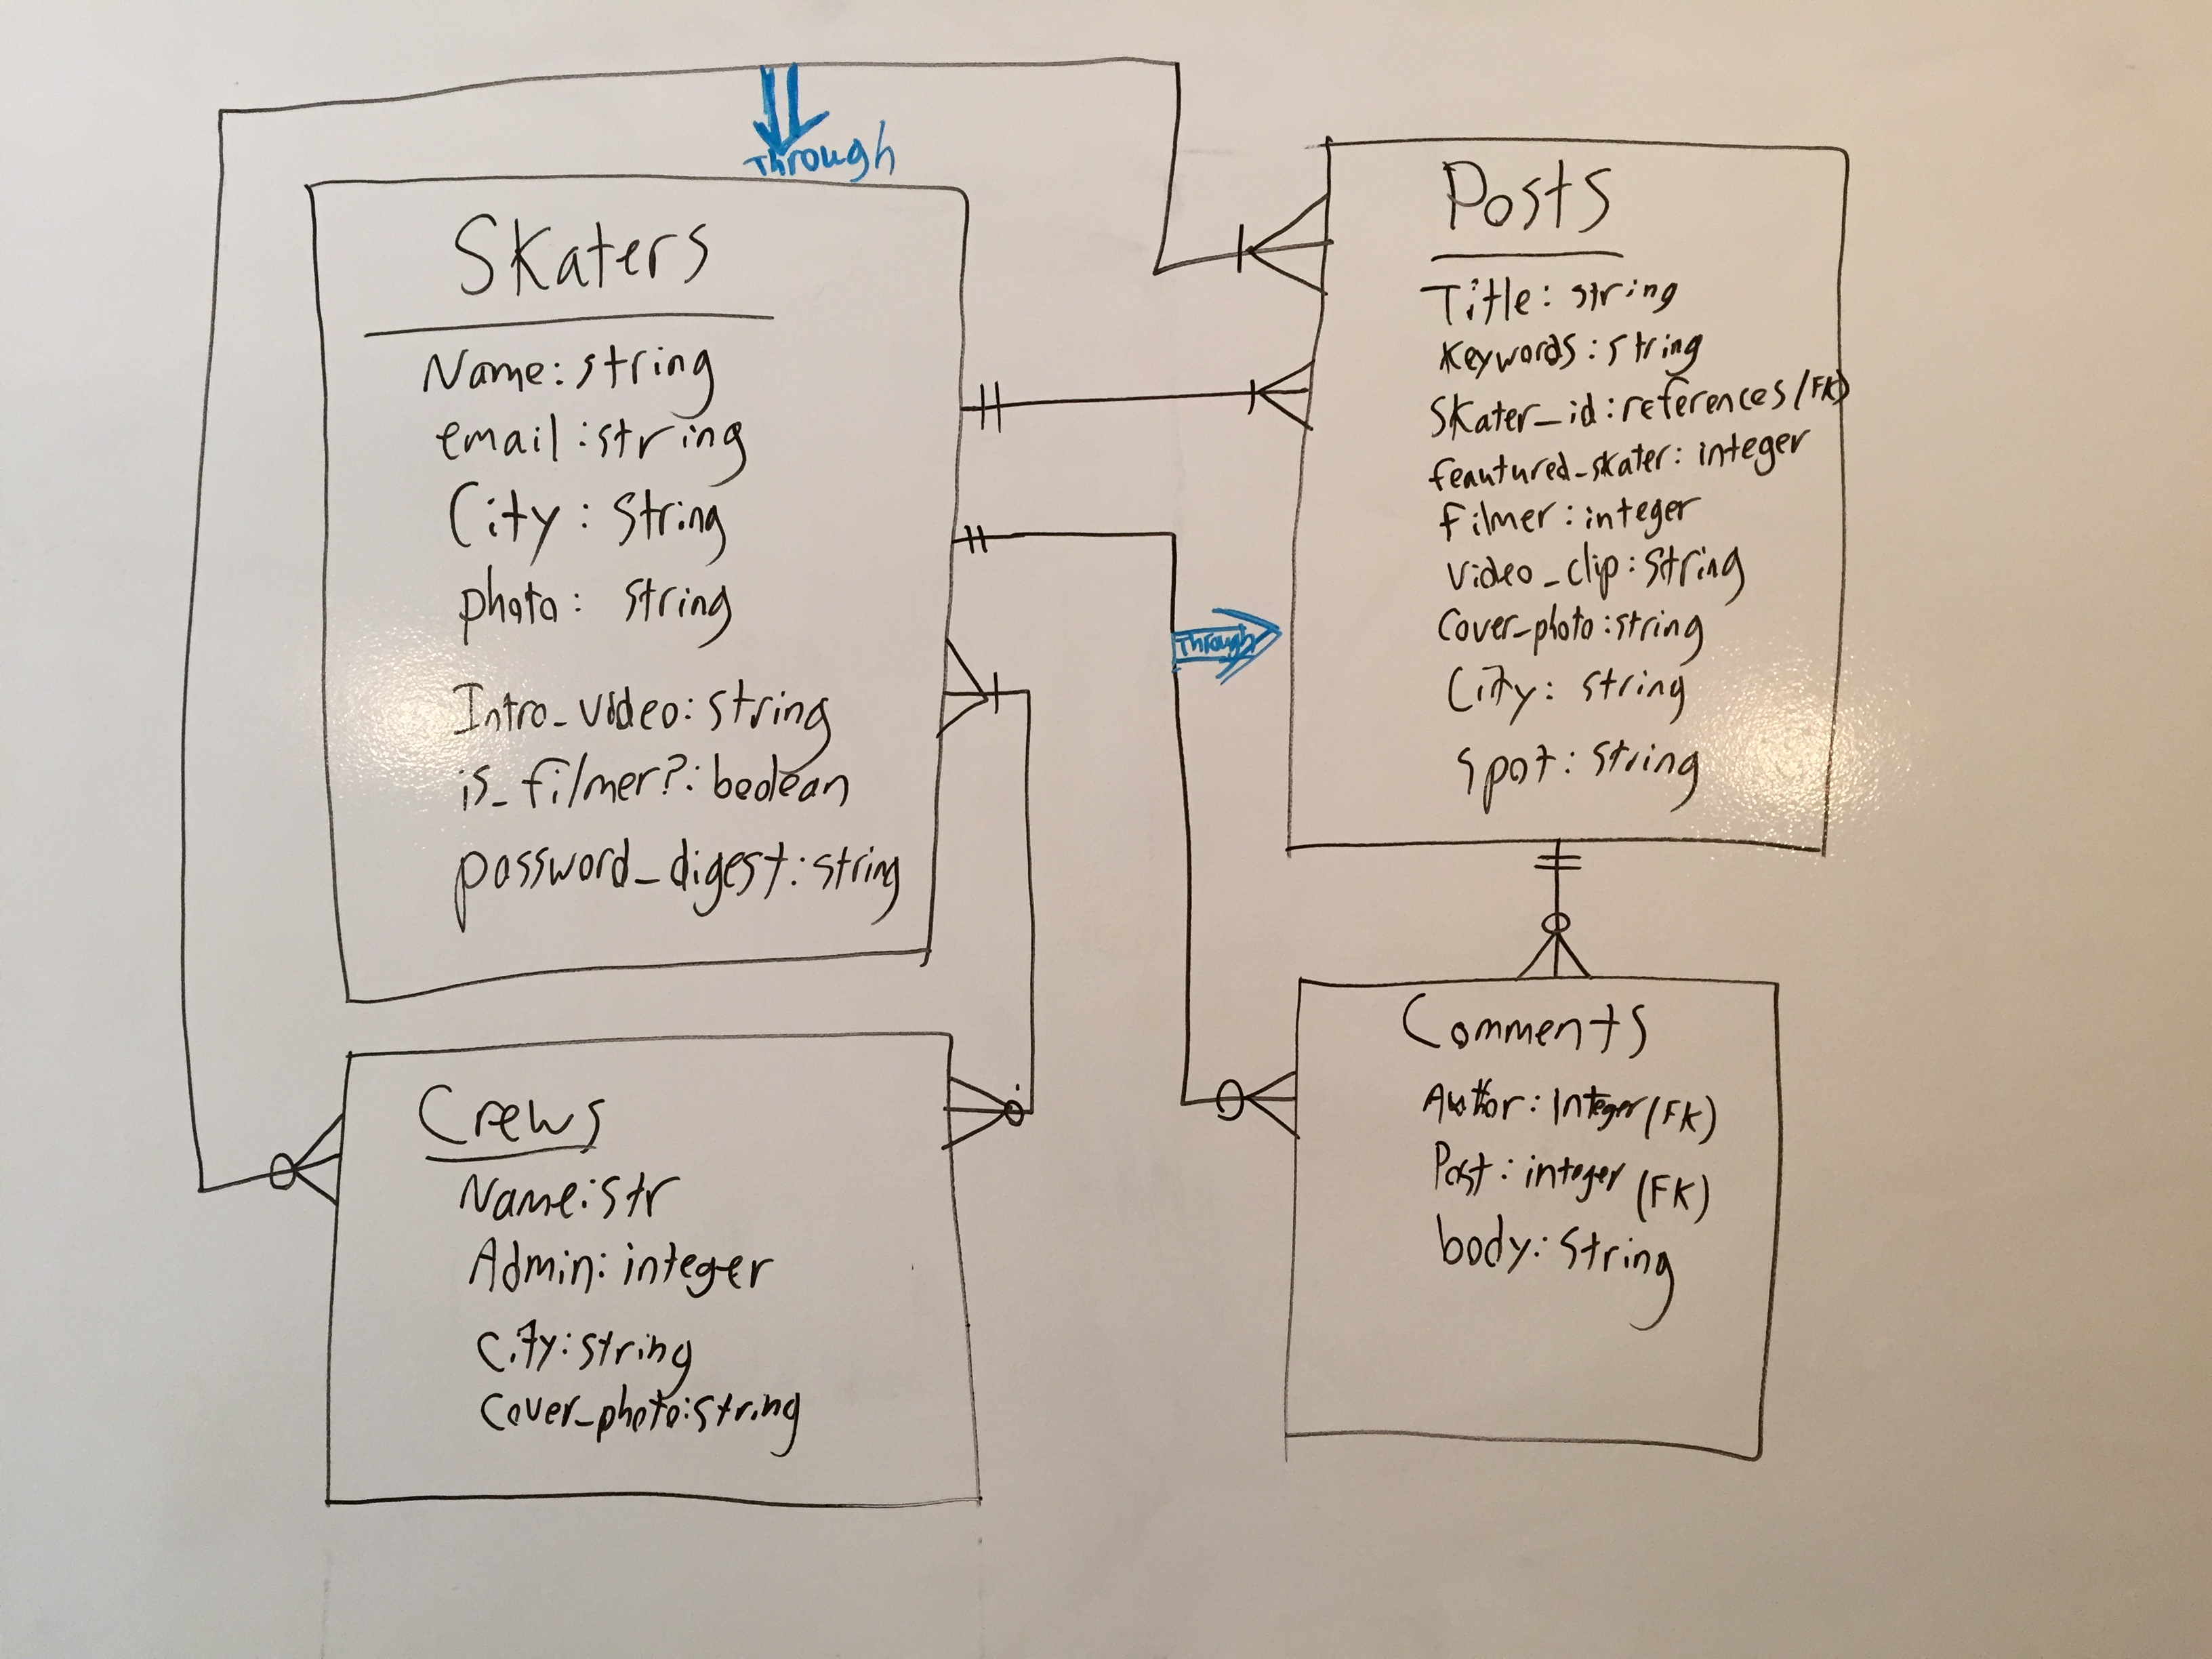 Through
Skaters
Name: string
email: string
City: String
photo: string
Intro_video: string
is_filmer?: boolean
password_digest: string
Posts
Title: string
Keywords: string
Skater_id: references/(FK)
feautured_skater: integer
Filmer: integer
video_clip: String
Cover_photo: string
City: string
Spot: string
Through
Crews
Name: str
Admin: integer
City: string
Cover_photo: string
Comments
Author: Integer (FK)
Post: integer (FK)
body: String